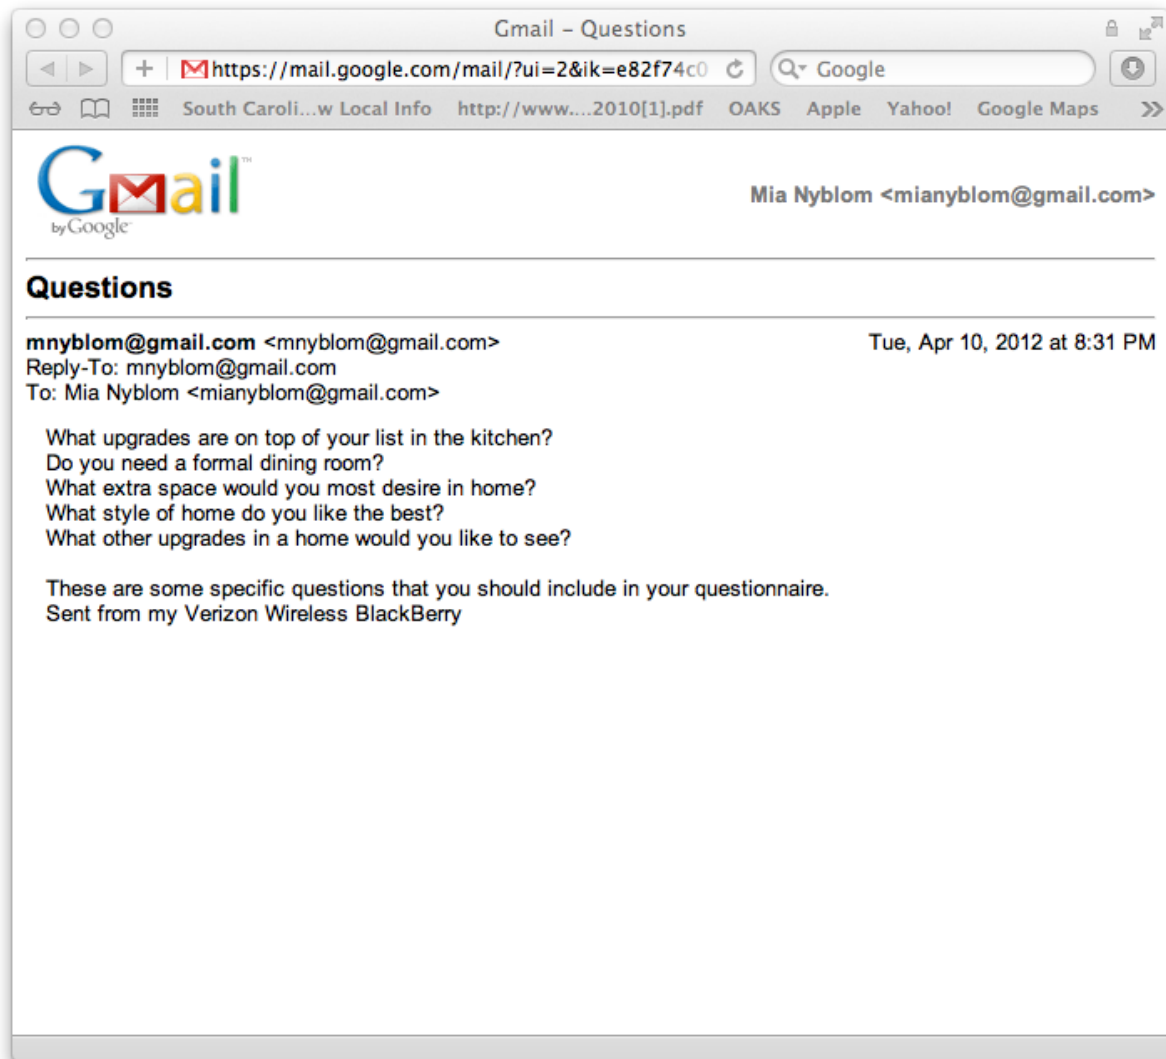 Gmail – Questions
https://mail.google.com/mail/?ui=2&ik=e82f74c0 Google
South Caroli...w Local Info http://www....2010[1].pdf OAKS Apple Yahoo! Google Maps
Gmail™
by Google
Mia Nyblom <mianyblom@gmail.com>
Questions
mnyblom@gmail.com <mnyblom@gmail.com> Tue, Apr 10, 2012 at 8:31 PM
Reply-To: mnyblom@gmail.com
To: Mia Nyblom <mianyblom@gmail.com>
What upgrades are on top of your list in the kitchen?
Do you need a formal dining room?
What extra space would you most desire in home?
What style of home do you like the best?
What other upgrades in a home would you like to see?
These are some specific questions that you should include in your questionnaire.
Sent from my Verizon Wireless BlackBerry